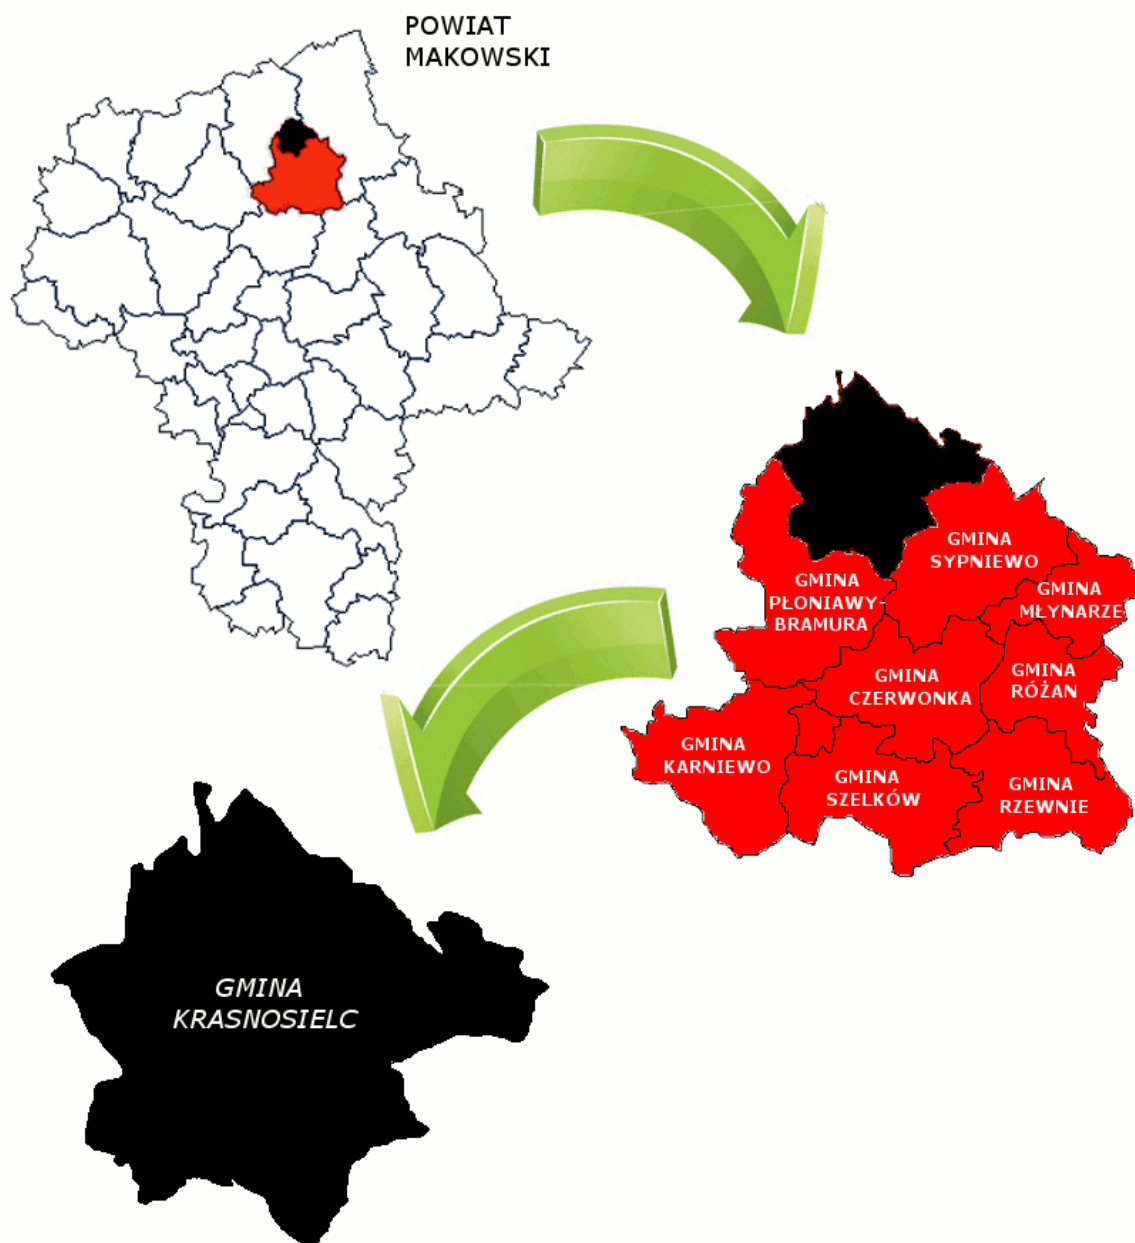 POWIAT
MAKOWSKI
GMINA
SYPNIEWO
GMINA
PŁONIAWY-
BRAMURA
GMINA
MŁYNARZE
GMINA
CZERWONKA
GMINA
RÓŻAN
GMINA
KARNIEWO
GMINA
SZELKÓW
GMINA
RZEWNIE
GMINA
KRASNOSIELC